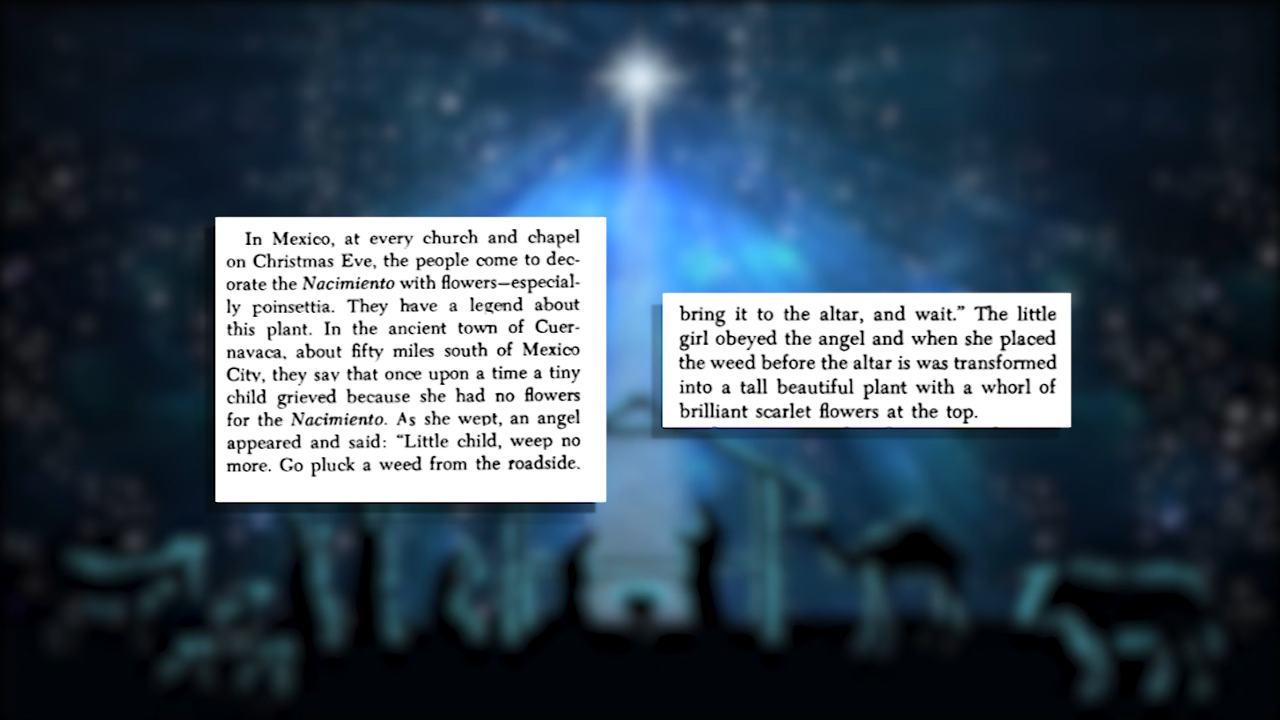 In Mexico, at every church and chapel
on Christmas Eve, the people come to dec-
orate the Nacimiento with flowers—especial-
ly poinsettia. They have a legend about
this plant. In the ancient town of Cuer-
navaca, about fifty miles south of Mexico
City, they say that once upon a time a tiny
child grieved because she had no flowers
for the Nacimiento. As she wept, an angel
appeared and said: “Little child, weep no
more. Go pluck a weed from the roadside.
bring it to the altar, and wait.” The little
girl obeyed the angel and when she placed
the weed before the altar is was transformed
into a tall beautiful plant with a whorl of
brilliant scarlet flowers at the top.